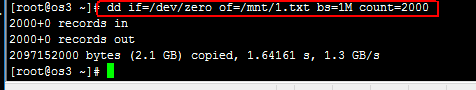 [root@os3 ~]# dd if=/dev/zero of=/mnt/1.txt bs=1M count=2000
2000+0 records in
2000+0 records out
2097152000 bytes (2.1 GB) copied, 1.64161 s, 1.3 GB/s
[root@os3 ~]#